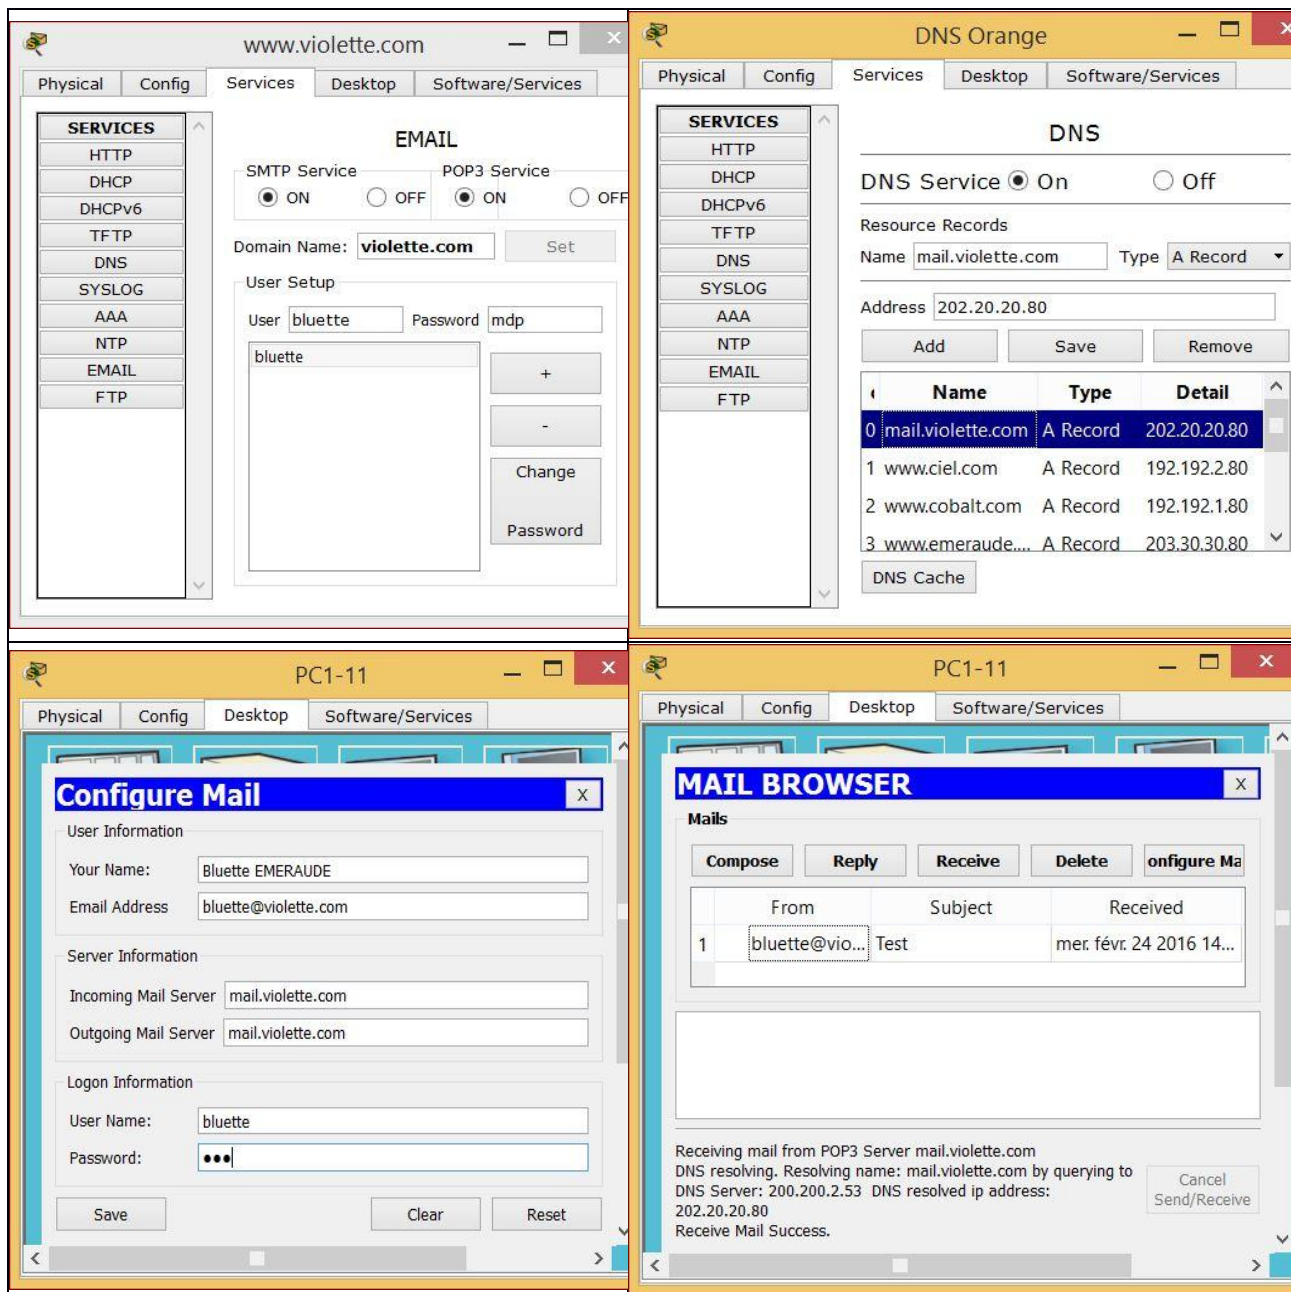 www.violette.com
Physical Config Services Desktop Software/Services
SERVICES
HTTP
DHCP
DHCPv6
TFTP
DNS
SYSLOG
AAA
NTP
EMAIL
FTP
EMAIL
SMTP Service POP3 Service
ON OFF ON OFF
Domain Name: violette.com Set
User Setup
User bluette Password mdp
bluette
+
-
Change
Password
DNS Orange
Physical Config Services Desktop Software/Services
SERVICES
HTTP
DHCP
DHCPv6
TFTP
DNS
SYSLOG
AAA
NTP
EMAIL
FTP
DNS
DNS Service On Off
Resource Records
Name mail.violette.com Type A Record
Address 202.20.20.80
Add Save Remove
Name Type Detail
0 mail.violette.com A Record 202.20.20.80
1 www.ciel.com A Record 192.192.2.80
2 www.cobalt.com A Record 192.192.1.80
3 www.emeraude.... A Record 203.30.30.80
DNS Cache
PC1-11
Physical Config Desktop Software/Services
Configure Mail X
User Information
Your Name: Bluette EMERAUDE
Email Address bluette@violette.com
Server Information
Incoming Mail Server mail.violette.com
Outgoing Mail Server mail.violette.com
Logon Information
User Name: bluette
Password: •••
Save Clear Reset
PC1-11
Physical Config Desktop Software/Services
MAIL BROWSER X
Mails
Compose Reply Receive Delete onfigure Ma
From Subject Received
1 bluette@vio... Test mer. févr. 24 2016 14...
Receiving mail from POP3 Server mail.violette.com
DNS resolving. Resolving name: mail.violette.com by querying to
DNS Server: 200.200.2.53 DNS resolved ip address:
202.20.20.80
Receive Mail Success.
Cancel
Send/Receive